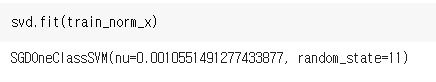 svd.fit(train_norm_x)
SGDOneClassSVM(nu=0.0010551491277433877, random_state=11)